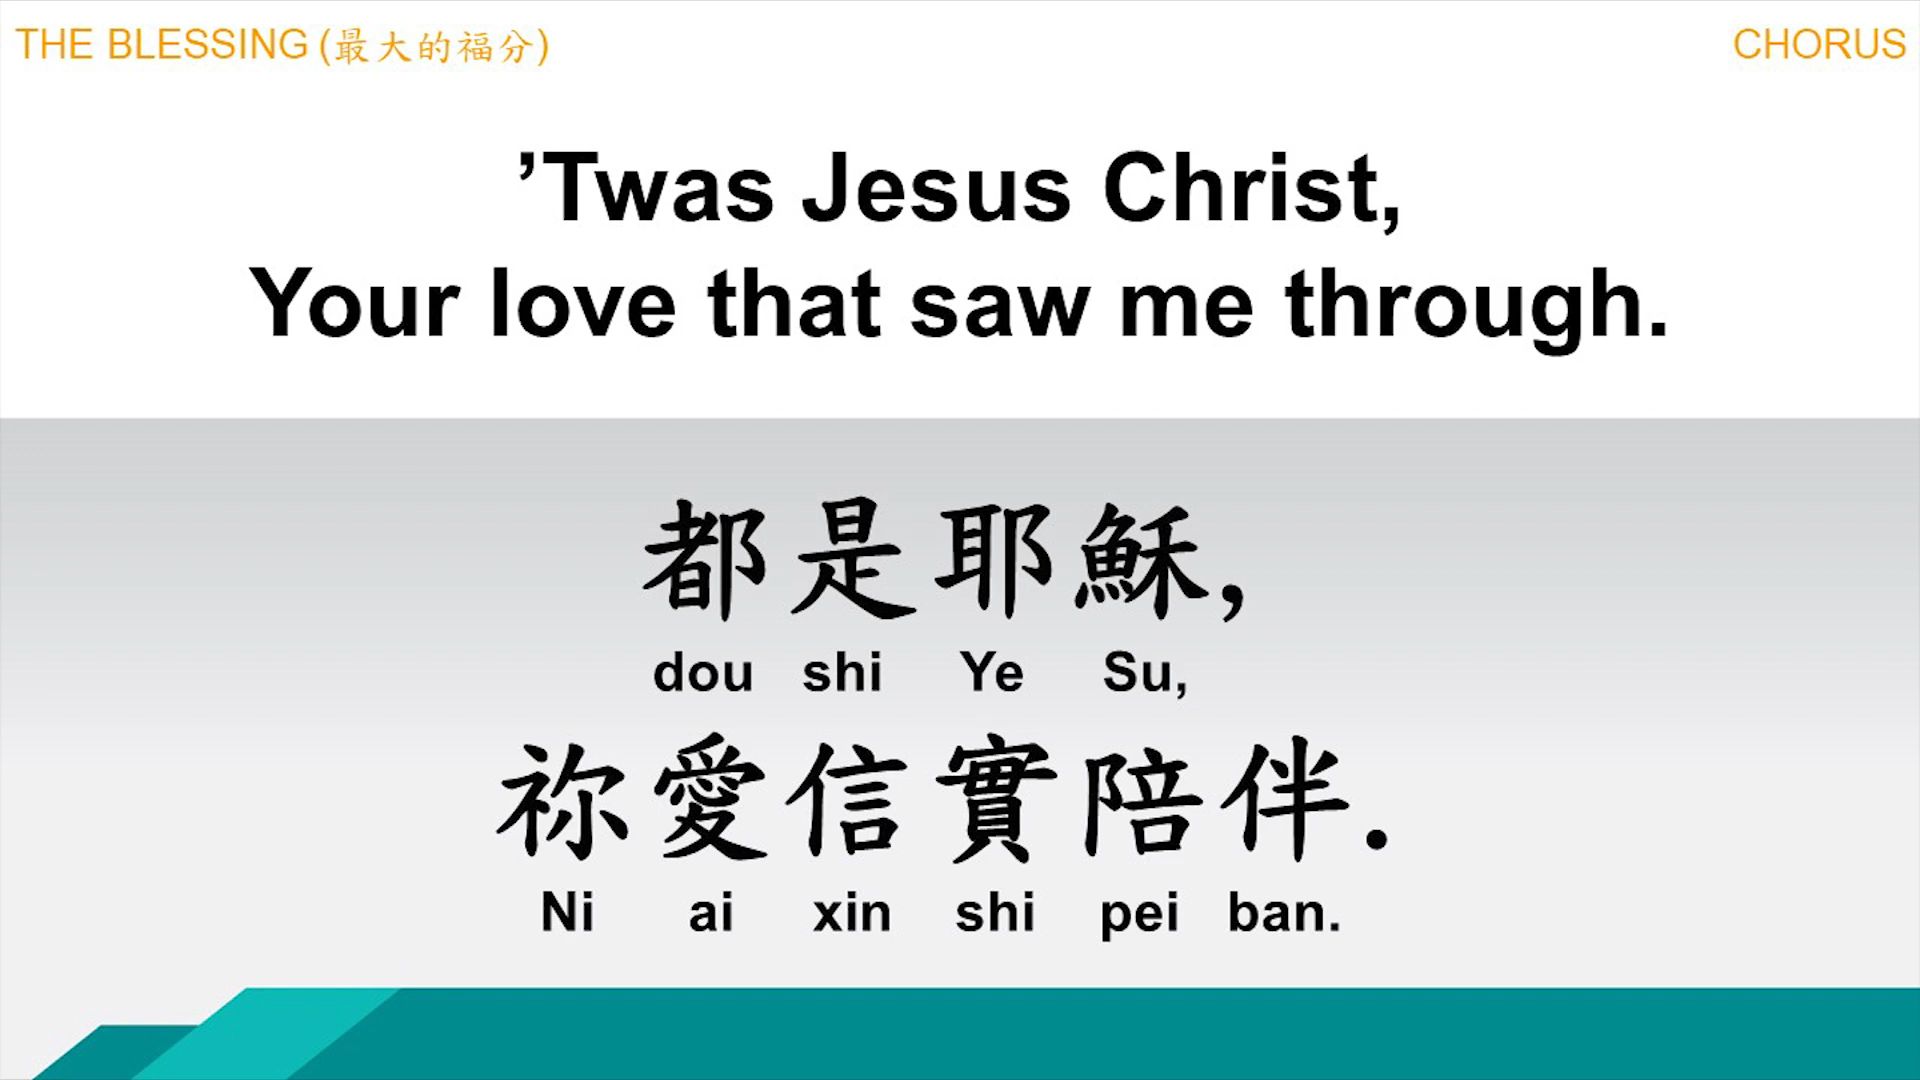 THE BLESSING (最大的福分)
CHORUS
’Twas Jesus Christ,
Your love that saw me through.
都是耶穌,
dou shi Ye Su,
祢愛信實陪伴.
Ni ai xin shi pei ban.